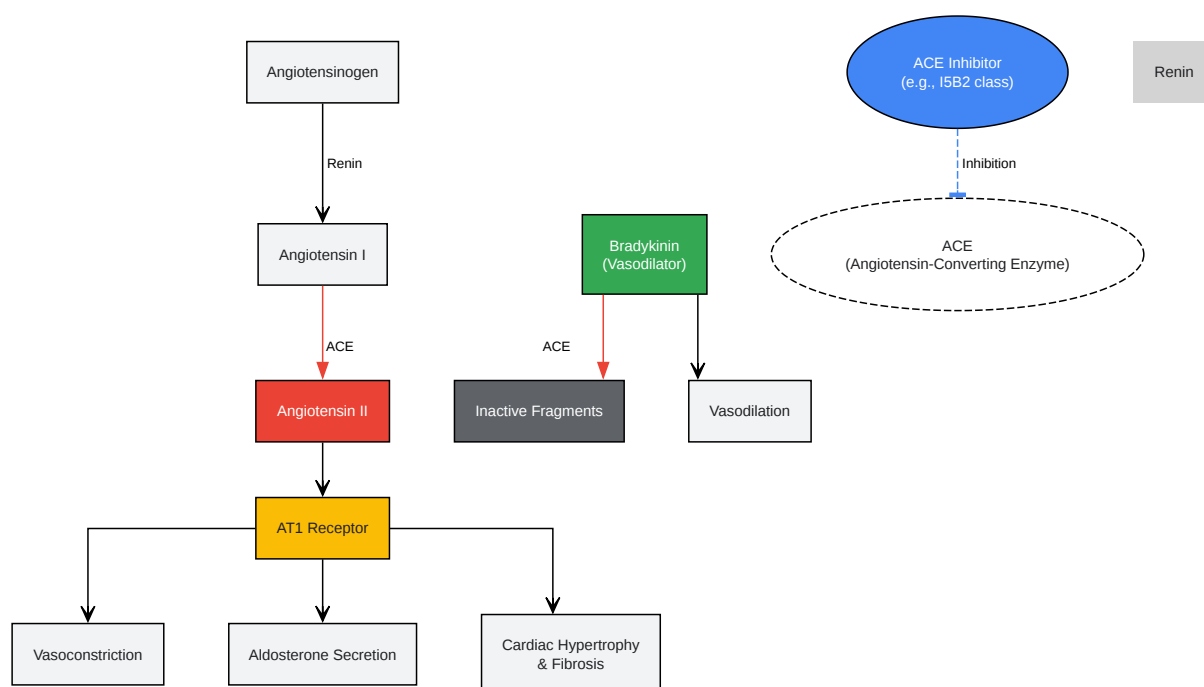 Angiotensinogen
ACE Inhibitor
(e.g., I5B2 class)
Renin
Renin
Inhibition
Angiotensin I
Bradykinin
(Vasodilator)
ACE
(Angiotensin-Converting Enzyme)
ACE
ACE
Angiotensin II
Inactive Fragments
Vasodilation
AT1 Receptor
Vasoconstriction
Aldosterone Secretion
Cardiac Hypertrophy
& Fibrosis